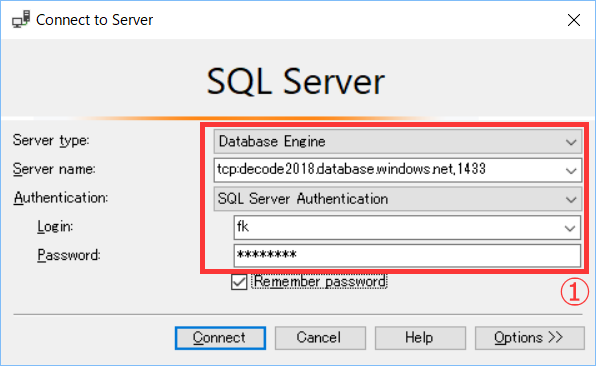 Connect to Server
SQL Server
Server type: Database Engine
Server name: tcp:decode2018.database.windows.net,1433
Authentication: SQL Server Authentication
Login: fk
Password: ********
Remember password
①
Connect Cancel Help Options >>